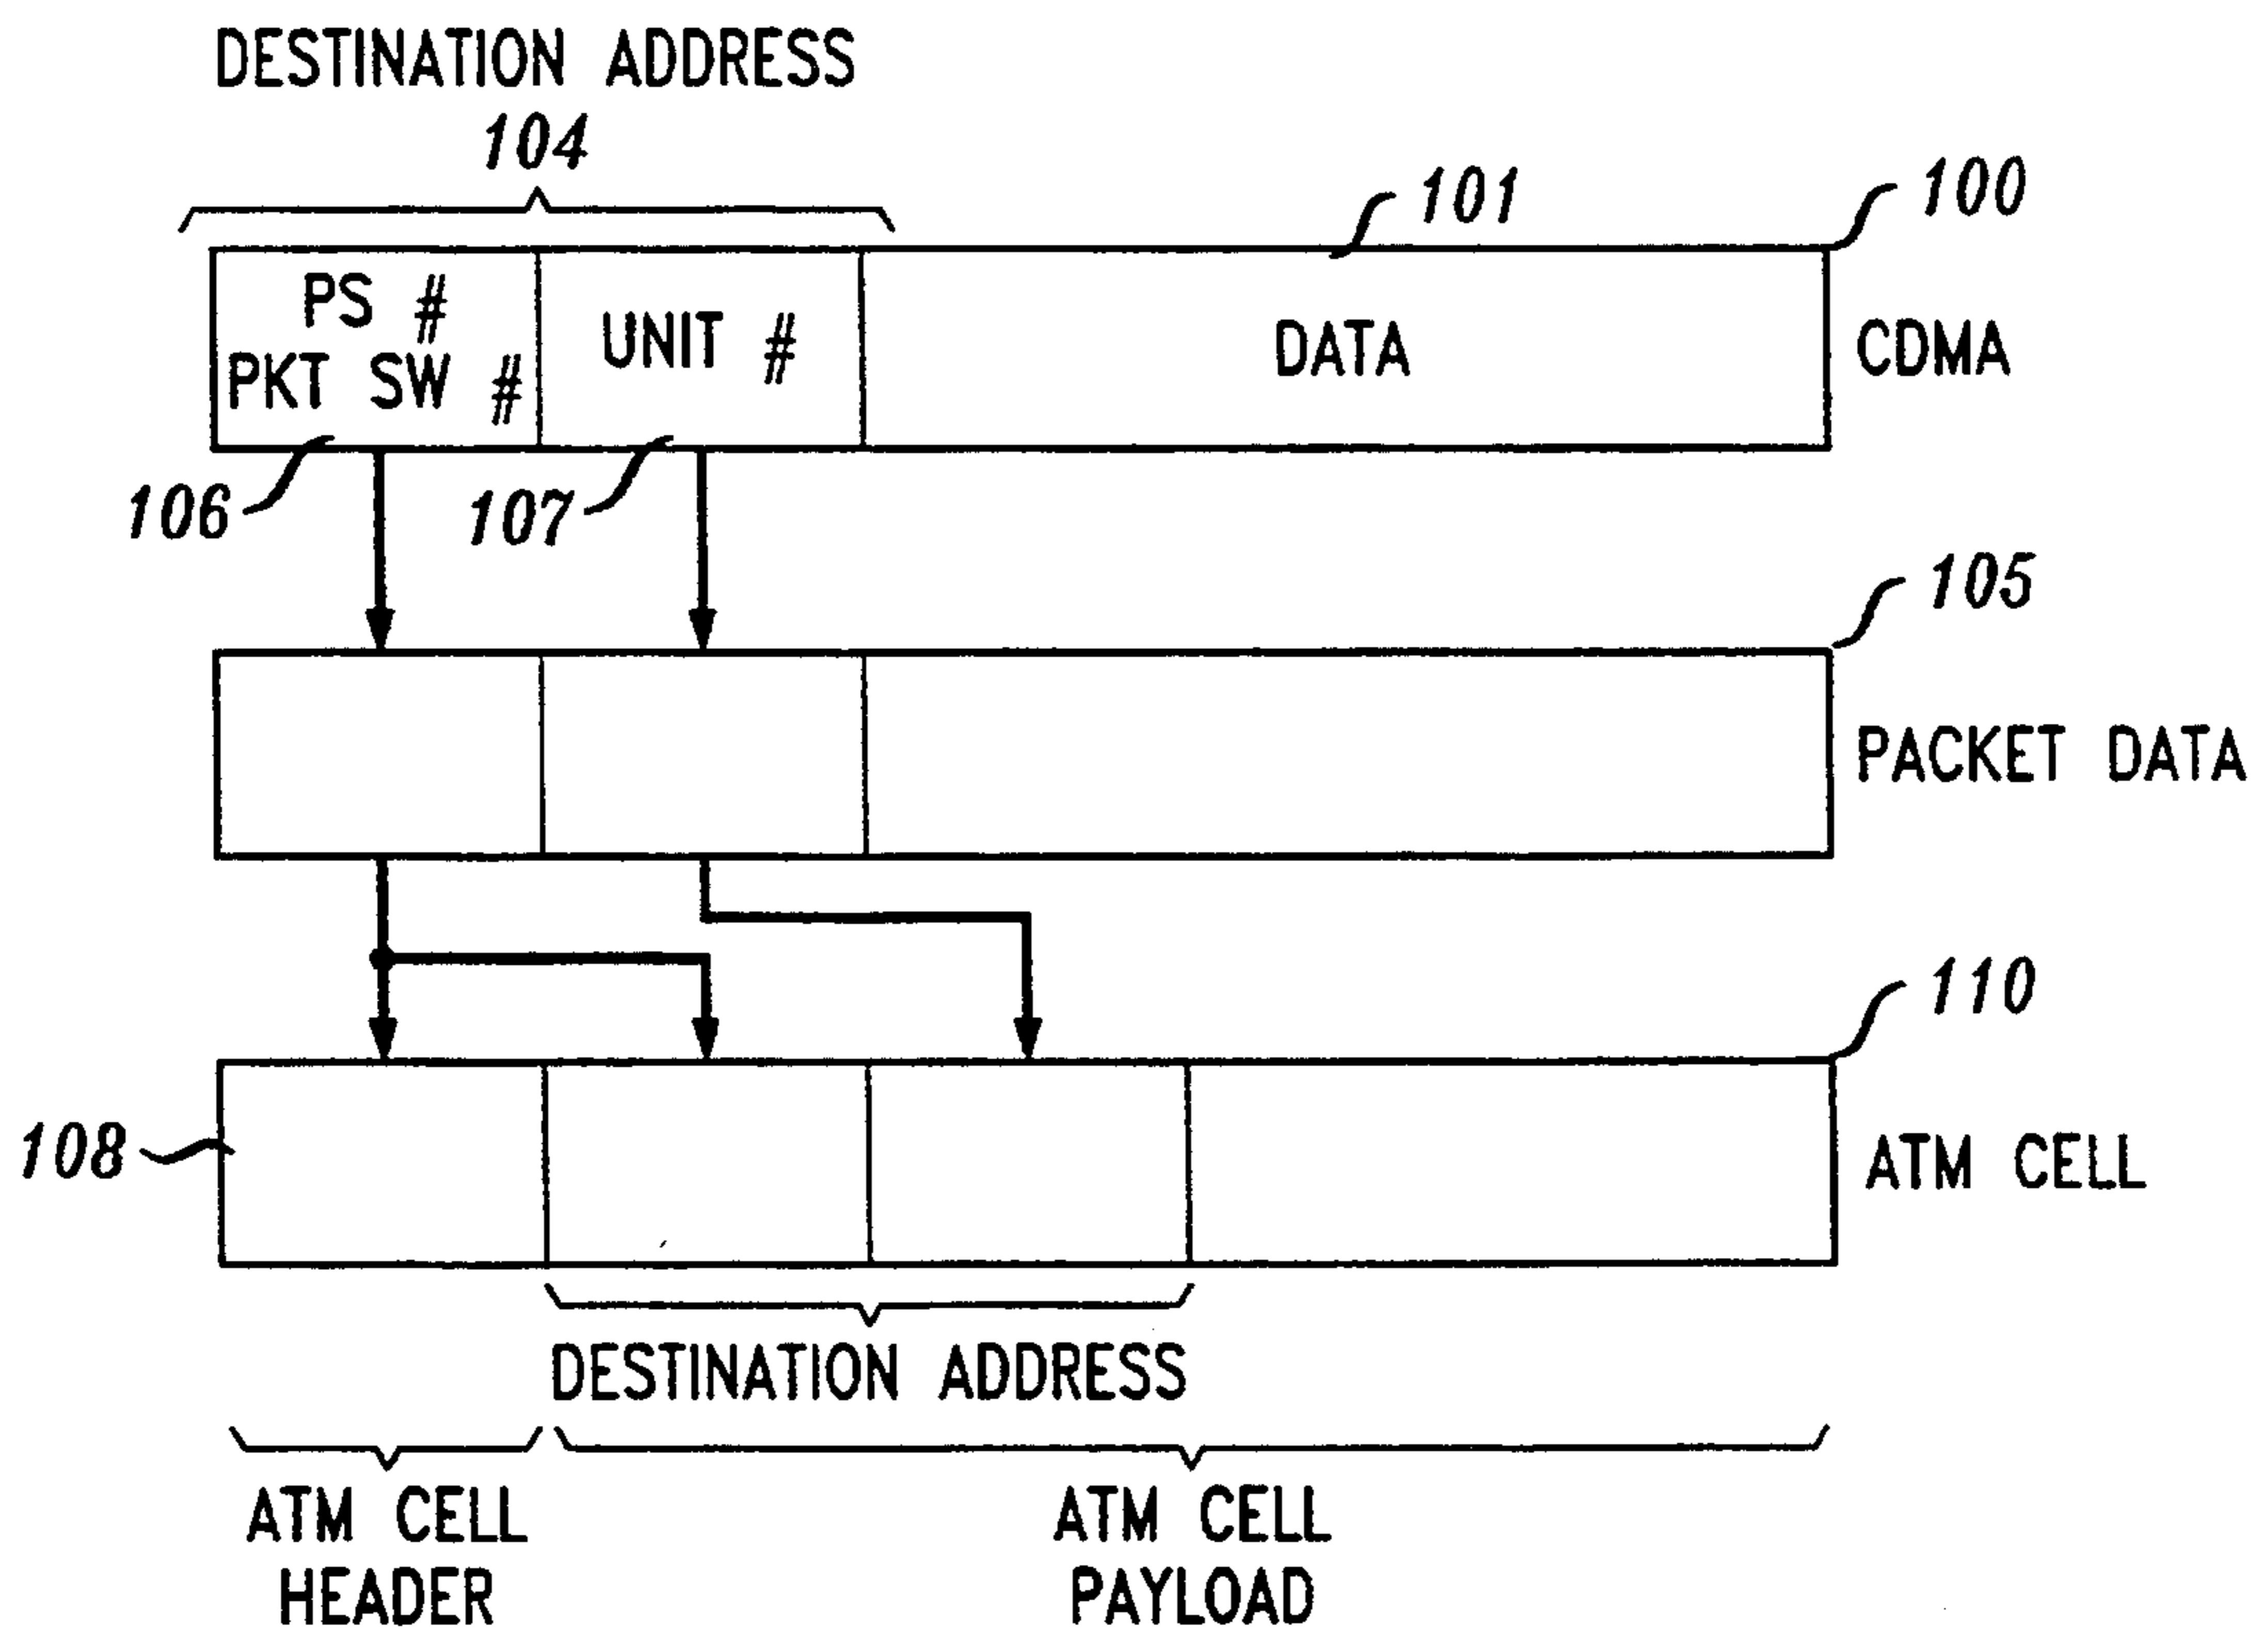 DESTINATION ADDRESS
104
101
100
PS #
PKT SW #
UNIT #
DATA
CDMA
106
107
105
PACKET DATA
110
108
ATM CELL
DESTINATION ADDRESS
ATM CELL
HEADER
ATM CELL
PAYLOAD